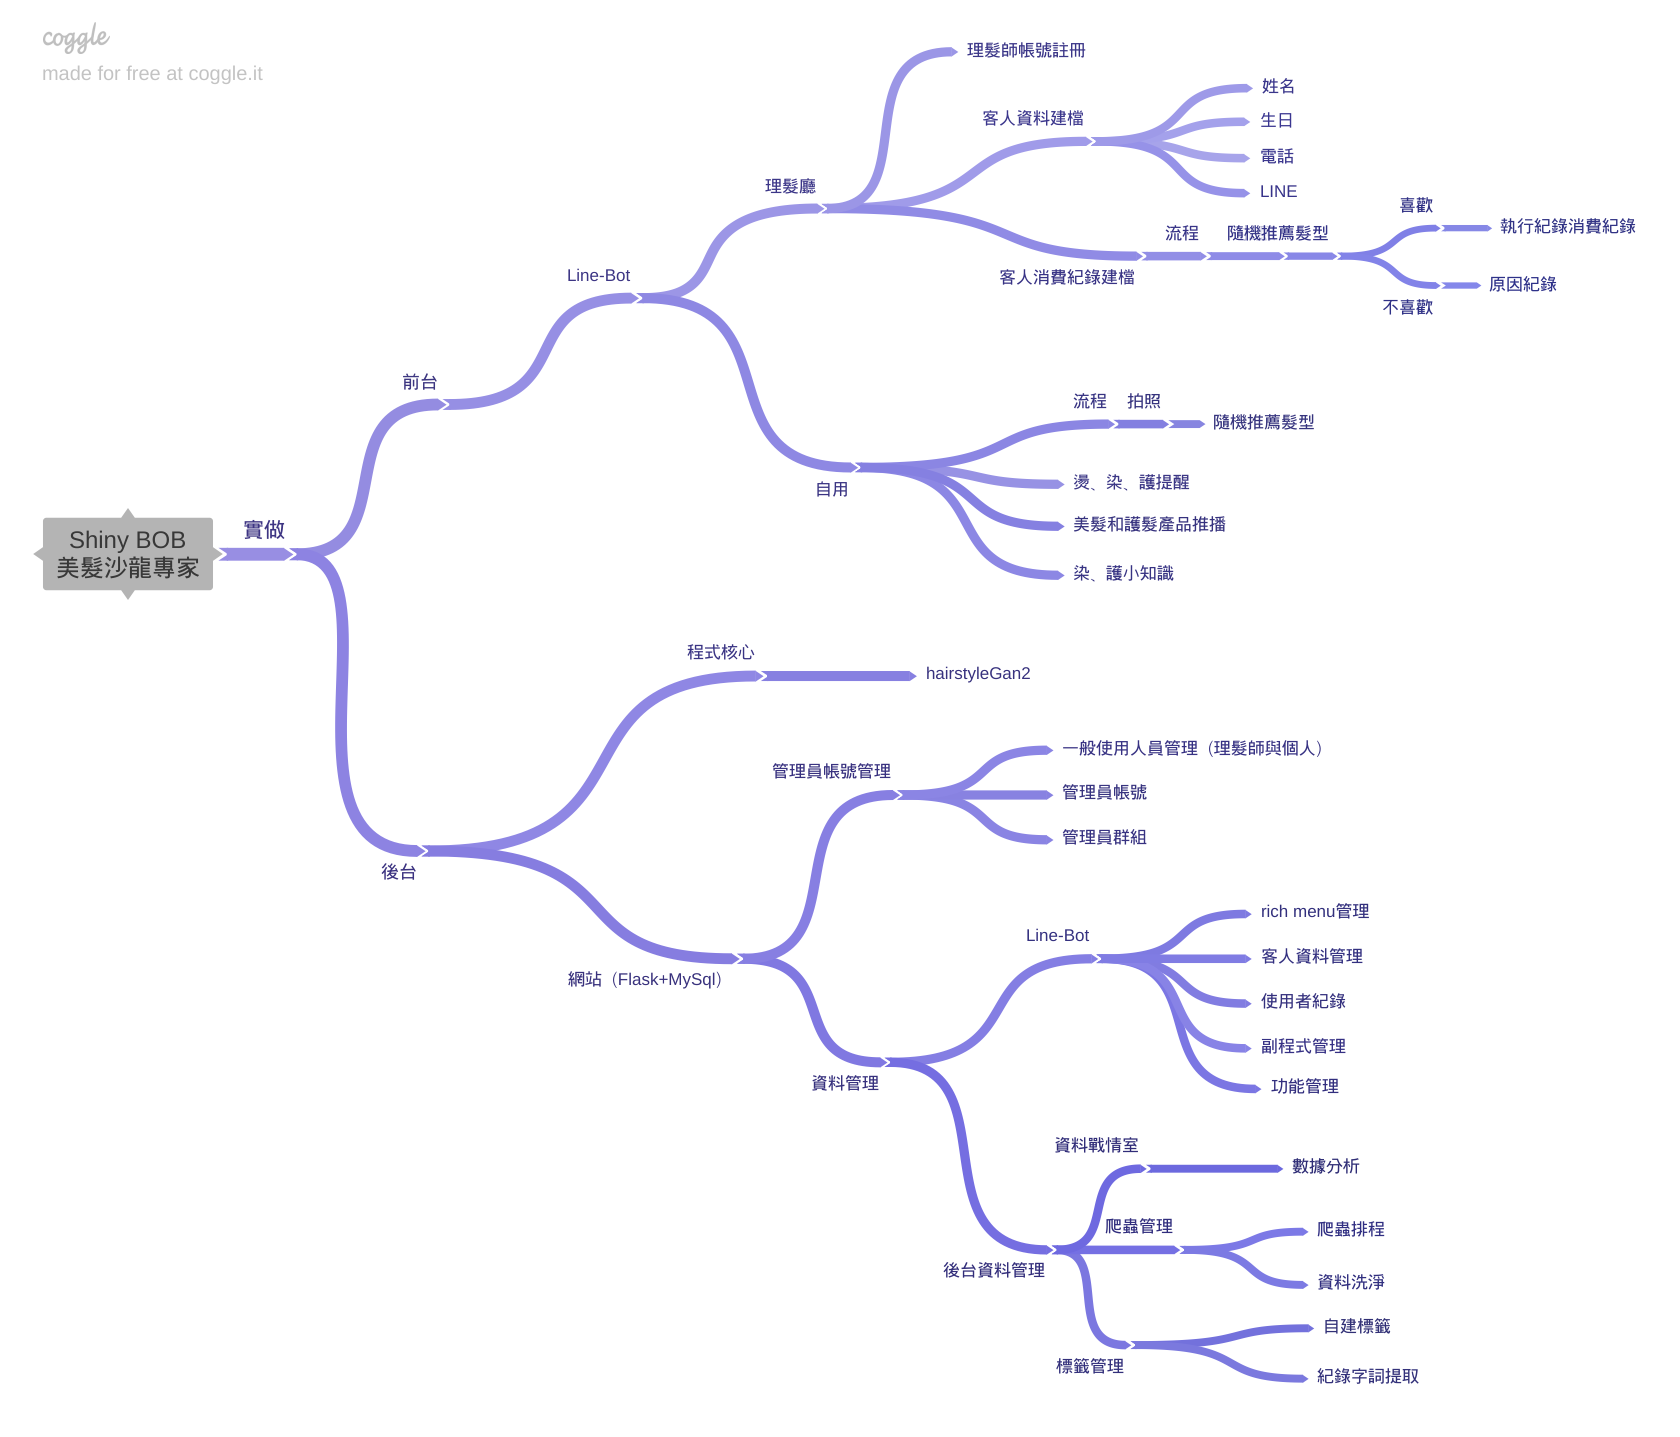 coggle
made for free at coggle.it
Shiny BOB
美髮沙龍專家
實做
前台
Line-Bot
理髮廳
理髮師帳號註冊
客人資料建檔
姓名
生日
電話
LINE
客人消費紀錄建檔
流程
隨機推薦髮型
喜歡
執行紀錄消費紀錄
不喜歡
原因紀錄
自用
流程
拍照
隨機推薦髮型
燙、染、護提醒
美髮和護髮產品推播
染、護小知識
後台
程式核心
hairstyleGan2
網站（Flask+MySql）
管理員帳號管理
一般使用人員管理（理髮師與個人）
管理員帳號
管理員群組
資料管理
Line-Bot
rich menu管理
客人資料管理
使用者紀錄
副程式管理
功能管理
後台資料管理
資料戰情室
數據分析
爬蟲管理
爬蟲排程
資料洗淨
標籤管理
自建標籤
紀錄字詞提取